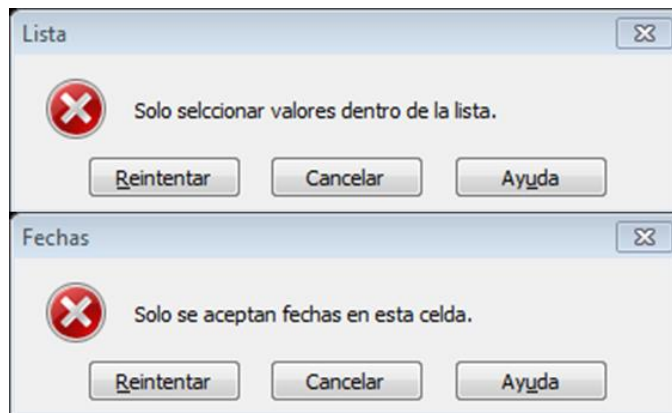 Lista
Solo selccionar valores dentro de la lista.
Reintentar Cancelar Ayuda
Fechas
Solo se aceptan fechas en esta celda.
Reintentar Cancelar Ayuda